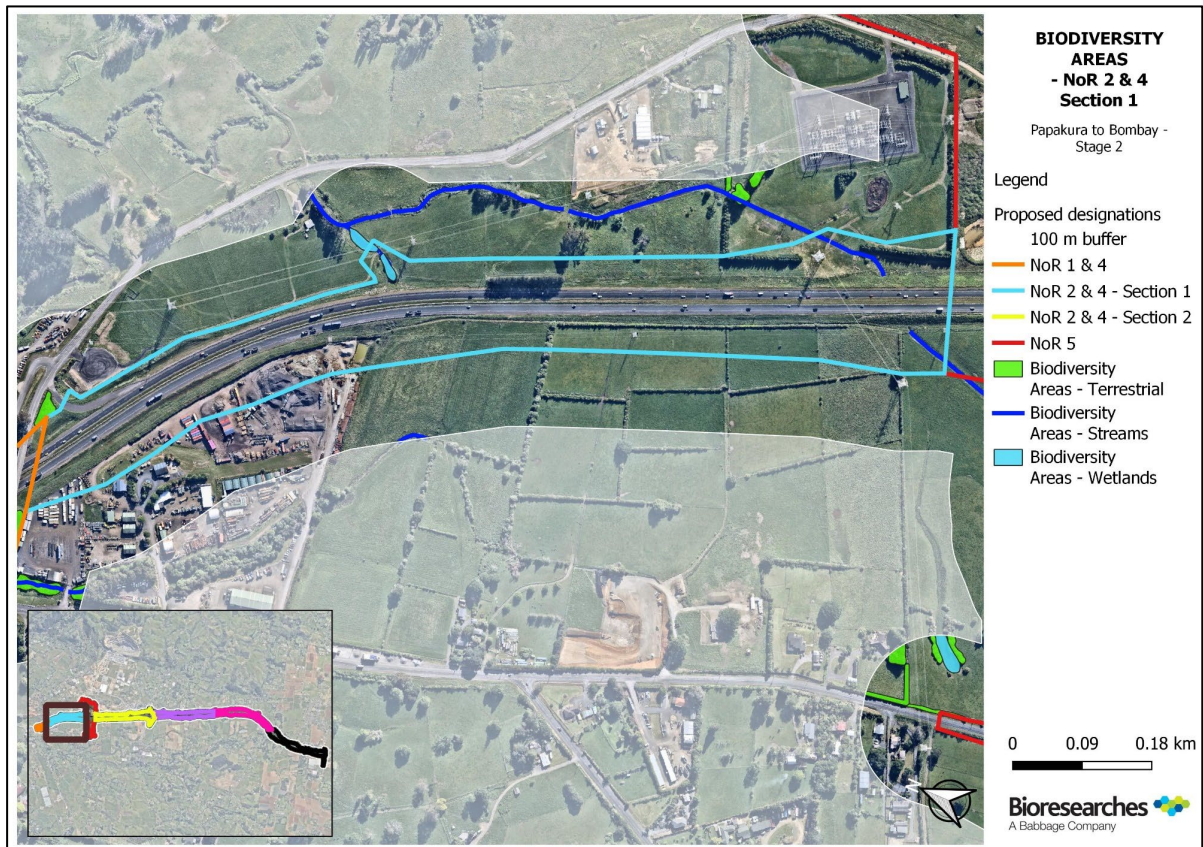 BIODIVERSITY
AREAS
- NoR 2 & 4
Section 1
Papakura to Bombay -
Stage 2
Legend
Proposed designations
100 m buffer
NoR 1 & 4
NoR 2 & 4 - Section 1
NoR 2 & 4 - Section 2
NoR 5
Biodiversity
Areas - Terrestrial
Biodiversity
Areas - Streams
Biodiversity
Areas - Wetlands
0 0.09 0.18 km
N
Bioresearches
A Babbage Company